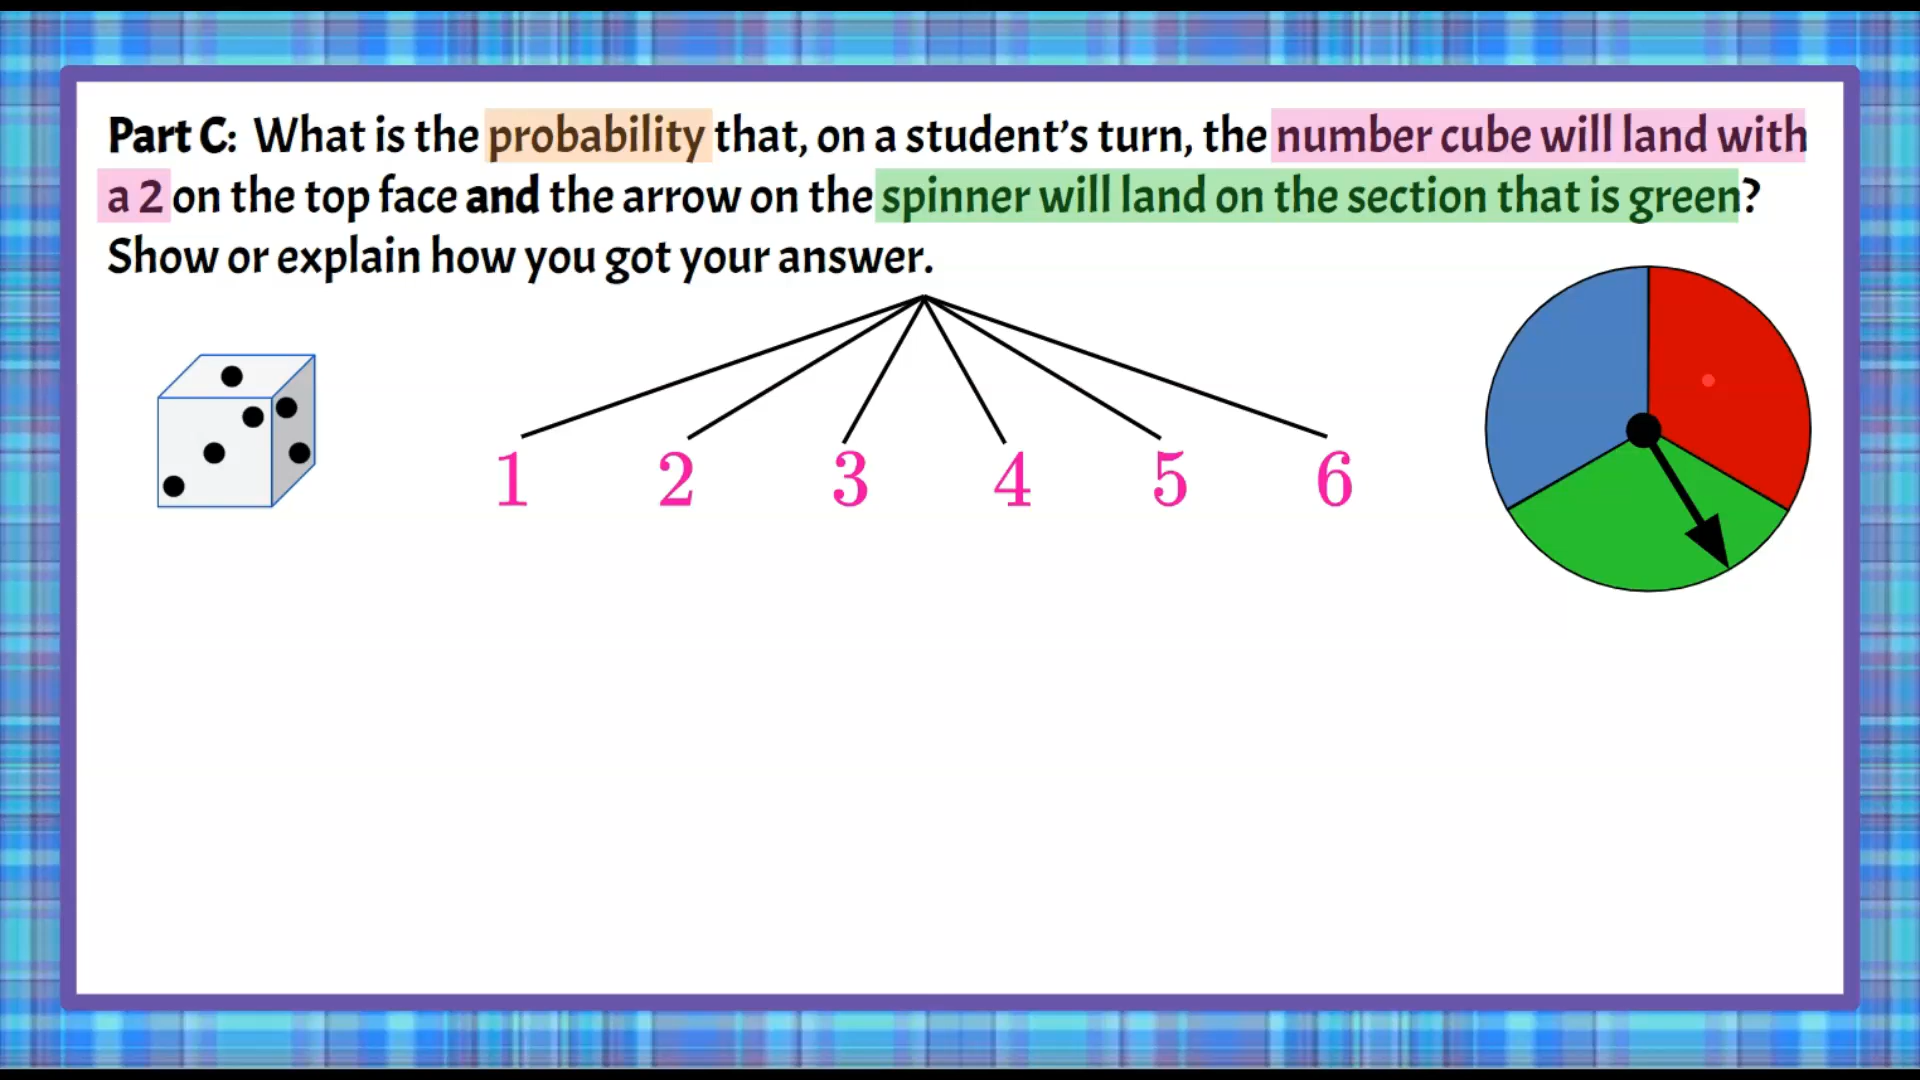 Part C: What is the probability that, on a student’s turn, the number cube will land with
a 2 on the top face and the arrow on the spinner will land on the section that is green?
Show or explain how you got your answer.
1 2 3 4 5 6